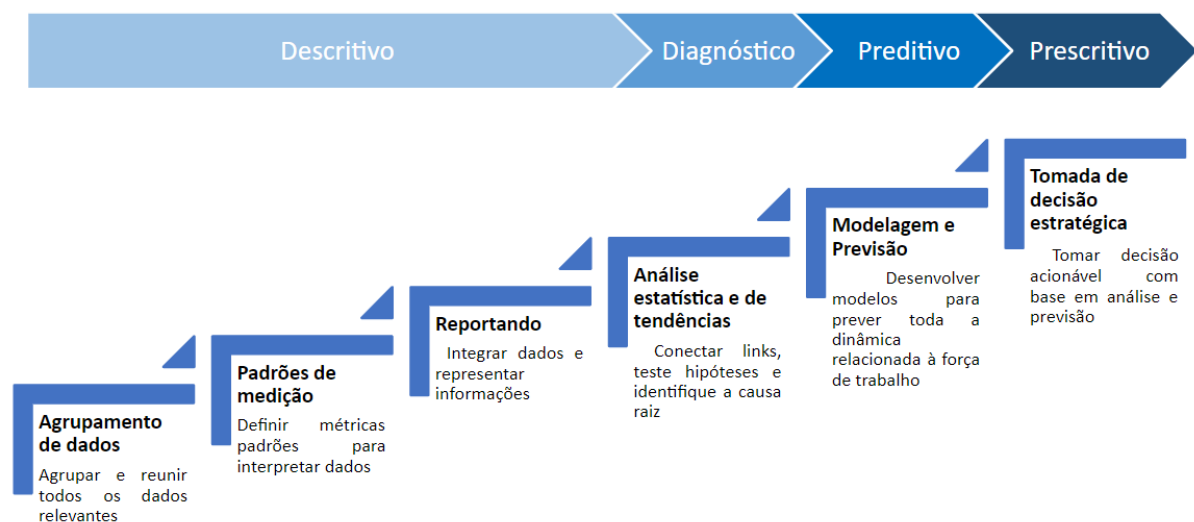 Descritivo
Diagnóstico
Preditivo
Prescritivo
Agrupamento
de dados
Agrupar e reunir
todos os dados
relevantes
Padrões de
medição
Definir métricas
padrões para
interpretar dados
Reportando
Integrar dados e
representar
informações
Análise
estatística e de
tendências
Conectar links,
teste hipóteses e
identifique a causa
raiz
Modelagem e
Previsão
Desenvolver
modelos para
prever toda a
dinâmica
relacionada à força
de trabalho
Tomada de
decisão
estratégica
Tomar decisão
acionável com
base em análise e
previsão